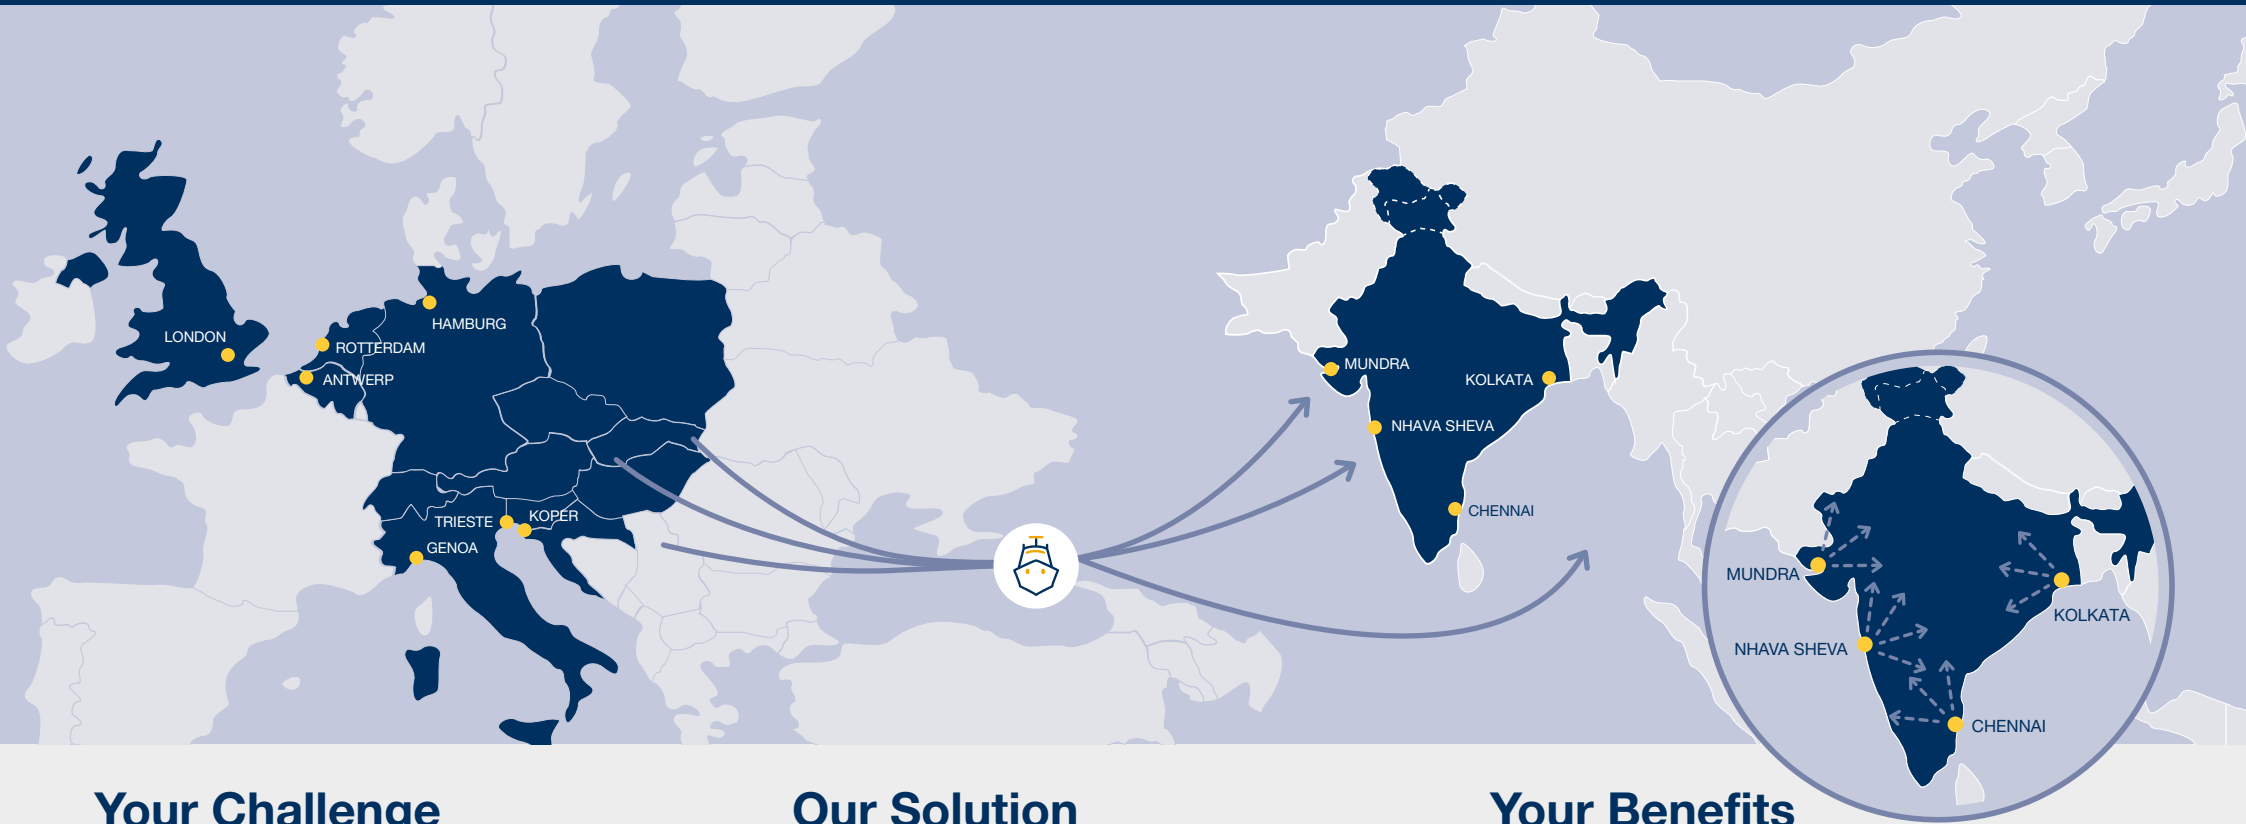 LONDON
HAMBURG
ROTTERDAM
ANTWERP
TRIESTE
KOPER
GENOA
MUNDRA
KOLKATA
NHAVA SHEVA
CHENNAI
MUNDRA
KOLKATA
NHAVA SHEVA
CHENNAI
Your Challenge
Our Solution
Your Benefits